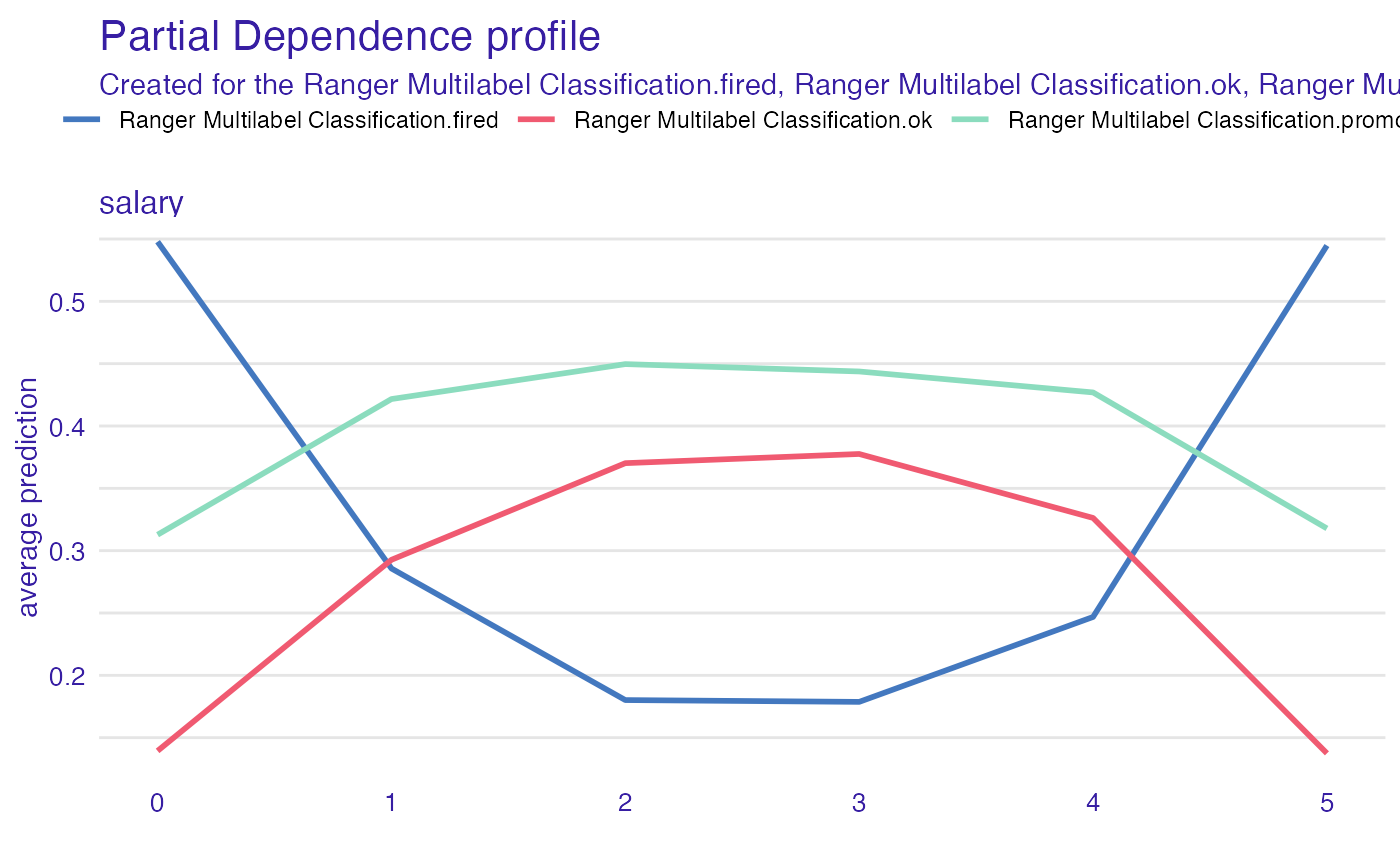 Partial Dependence profile
Created for the Ranger Multilabel Classification.fired, Ranger Multilabel Classification.ok, Ranger Mu
Ranger Multilabel Classification.fired Ranger Multilabel Classification.ok Ranger Multilabel Classification.promo
salary
0.5
0.4
0.3
0.2
average prediction
0 1 2 3 4 5